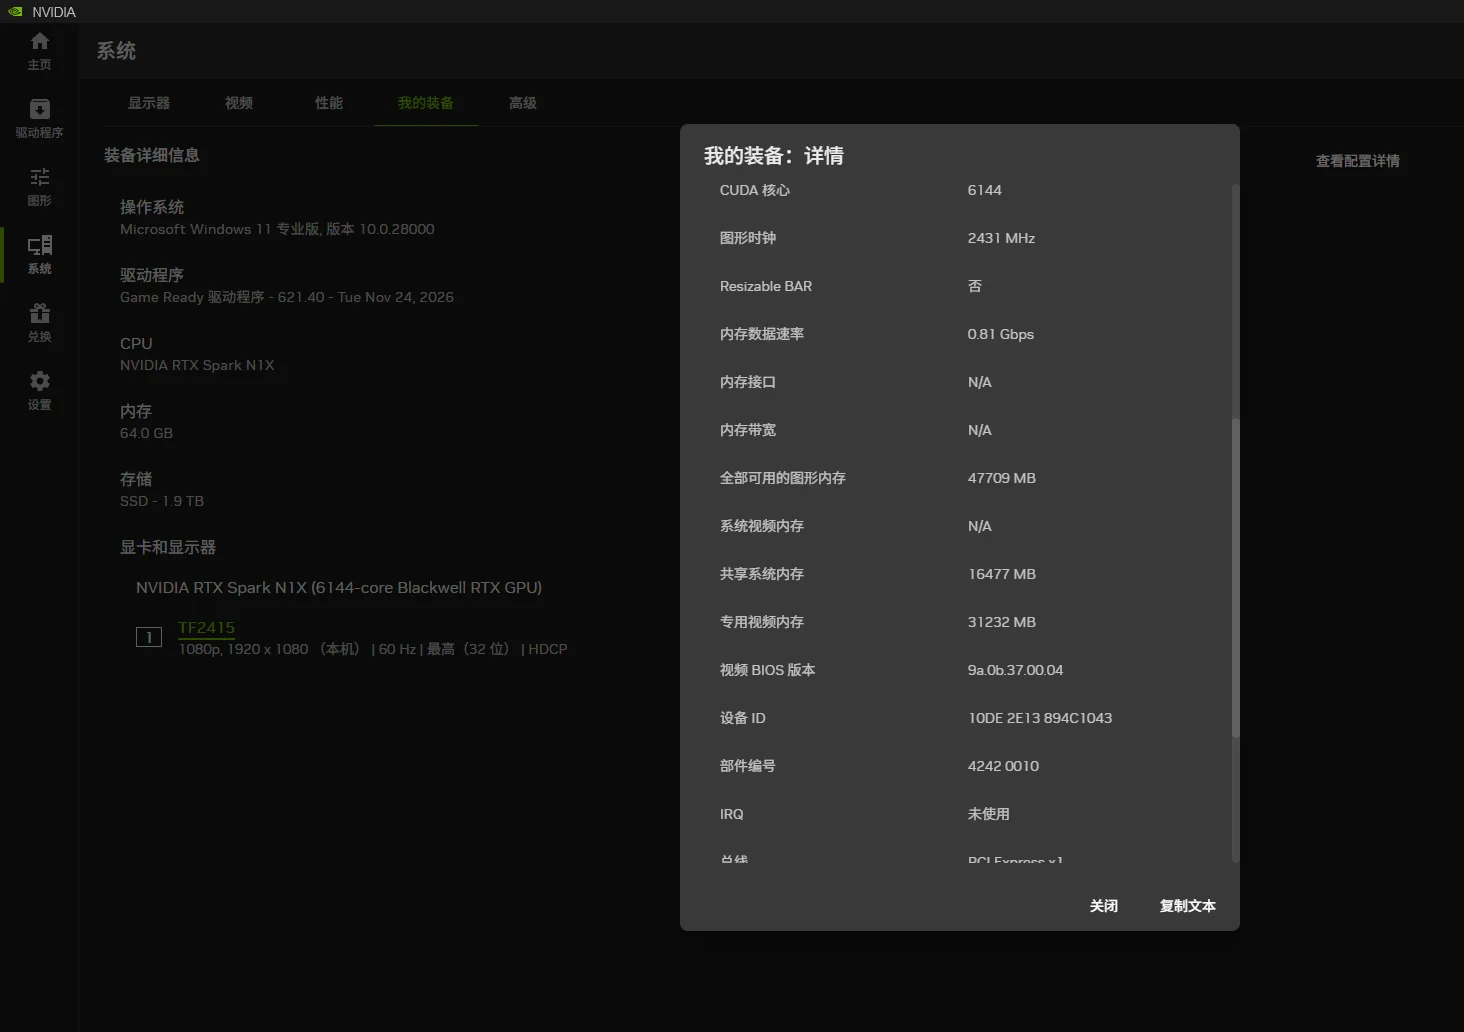 NVIDIA
主页
驱动程序
图形
系统
兑换
设置
系统
显示器 视频 性能 我的装备 高级
装备详细信息
查看配置详情
操作系统
Microsoft Windows 11 专业版, 版本 10.0.28000
驱动程序
Game Ready 驱动程序 - 621.40 - Tue Nov 24, 2026
CPU
NVIDIA RTX Spark N1X
内存
64.0 GB
存储
SSD - 1.9 TB
显卡和显示器
NVIDIA RTX Spark N1X (6144-core Blackwell RTX GPU)
1 TF2415
1080p, 1920 x 1080 （本机） | 60 Hz | 最高（32 位） | HDCP
我的装备：详情
CUDA 核心 6144
图形时钟 2431 MHz
Resizable BAR 否
内存数据速率 0.81 Gbps
内存接口 N/A
内存带宽 N/A
全部可用的图形内存 47709 MB
系统视频内存 N/A
共享系统内存 16477 MB
专用视频内存 31232 MB
视频 BIOS 版本 9a.0b.37.00.04
设备 ID 10DE 2E13 894C1043
部件编号 4242 0010
IRQ 未使用
总线 PCI Express x1
关闭 复制文本